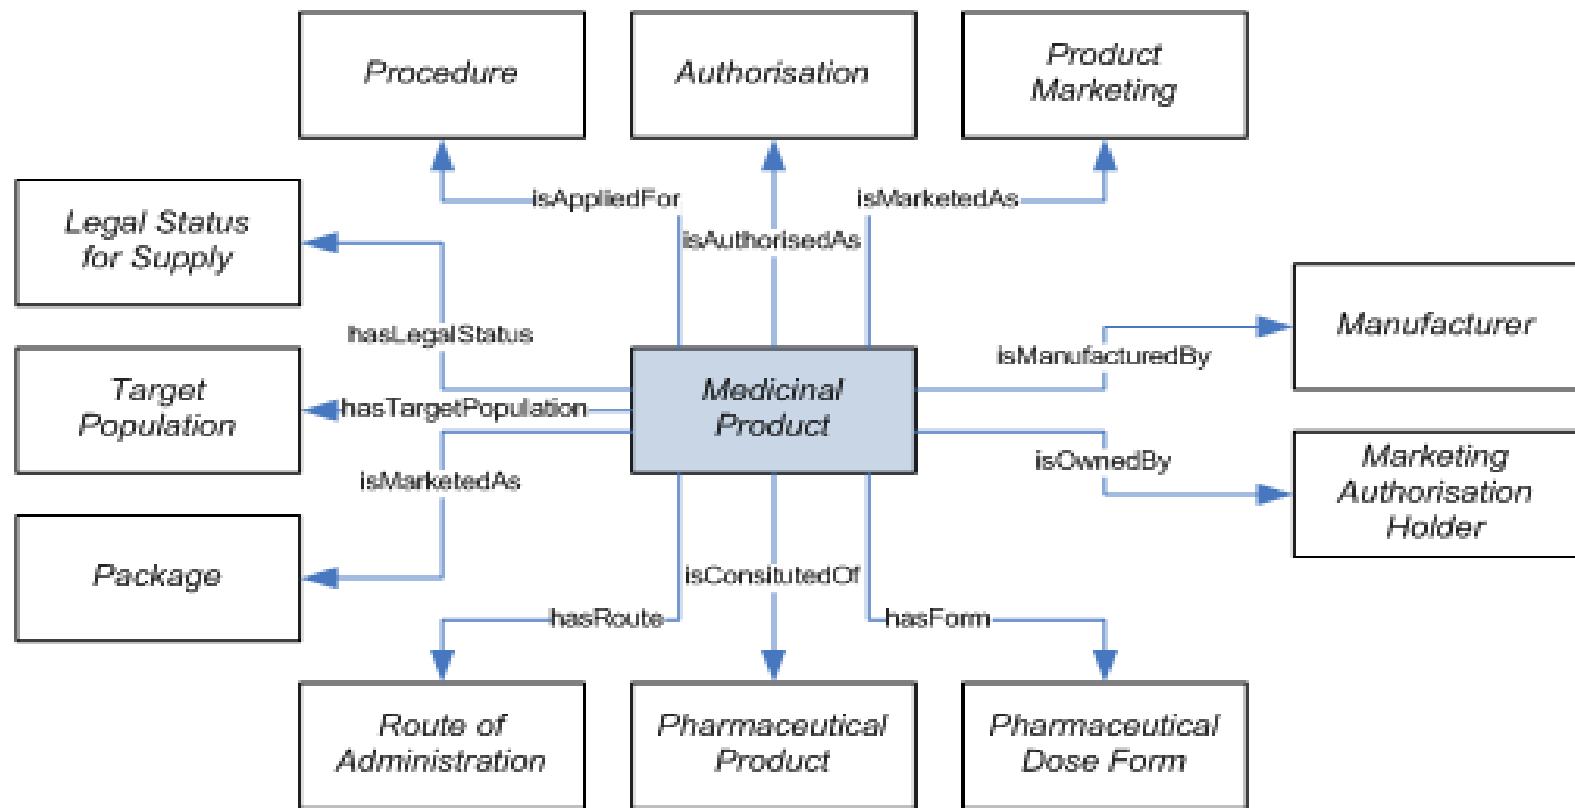 Procedure
Authorisation
Product
Marketing
isAppliedFor
isMarketedAs
Legal Status
for Supply
isAuthorisedAs
hasLegalStatus
Manufacturer
isManufacturedBy
Target
Population
hasTargetPopulation
Medicinal
Product
isMarketedAs
isOwnedBy
Marketing
Authorisation
Holder
Package
isConsitutedOf
hasRoute
hasForm
Route of
Administration
Pharmaceutical
Product
Pharmaceutical
Dose Form